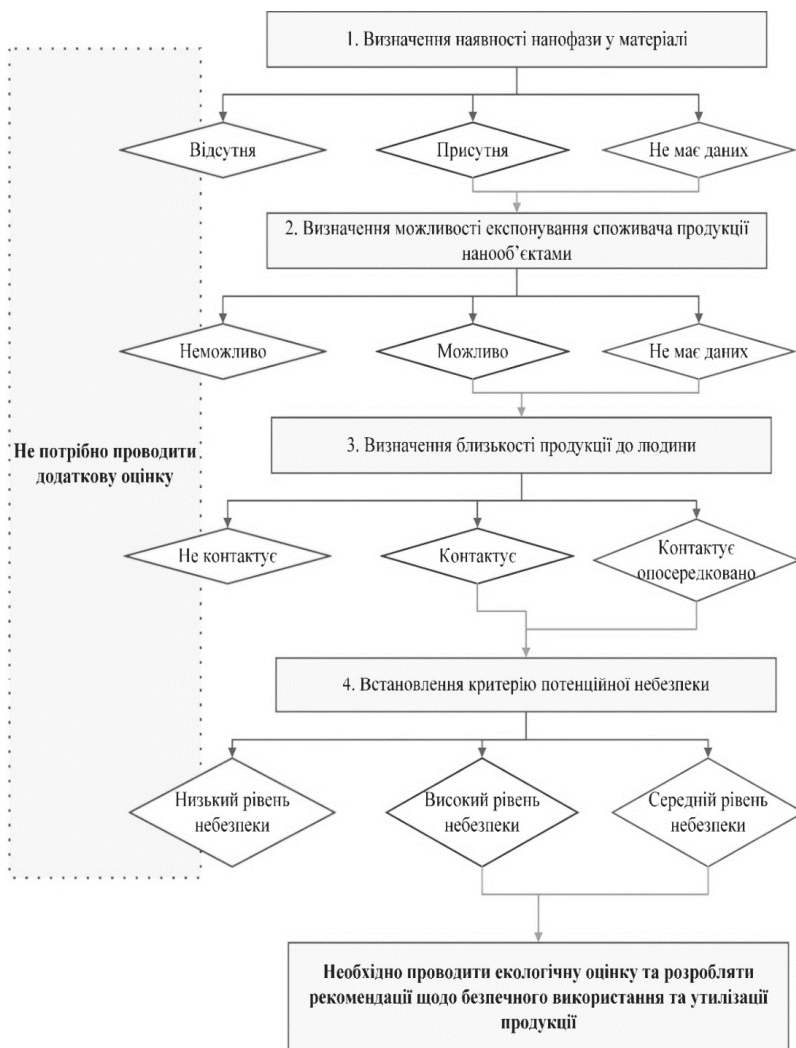 1. Визначення наявності нанофази у матеріалі
Відсутня
Присутня
Не має даних
2. Визначення можливості експонування споживача продукції
нанооб’єктами
Неможливо
Можливо
Не має даних
Не потрібно проводити
додаткову оцінку
3. Визначення близькості продукції до людини
Не контактує
Контактує
Контактує
опосередковано
4. Встановлення критерію потенційної небезпеки
Низький рівень
небезпеки
Високий рівень
небезпеки
Середній рівень
небезпеки
Необхідно проводити екологічну оцінку та розробляти
рекомендації щодо безпечного використання та утилізації
продукції